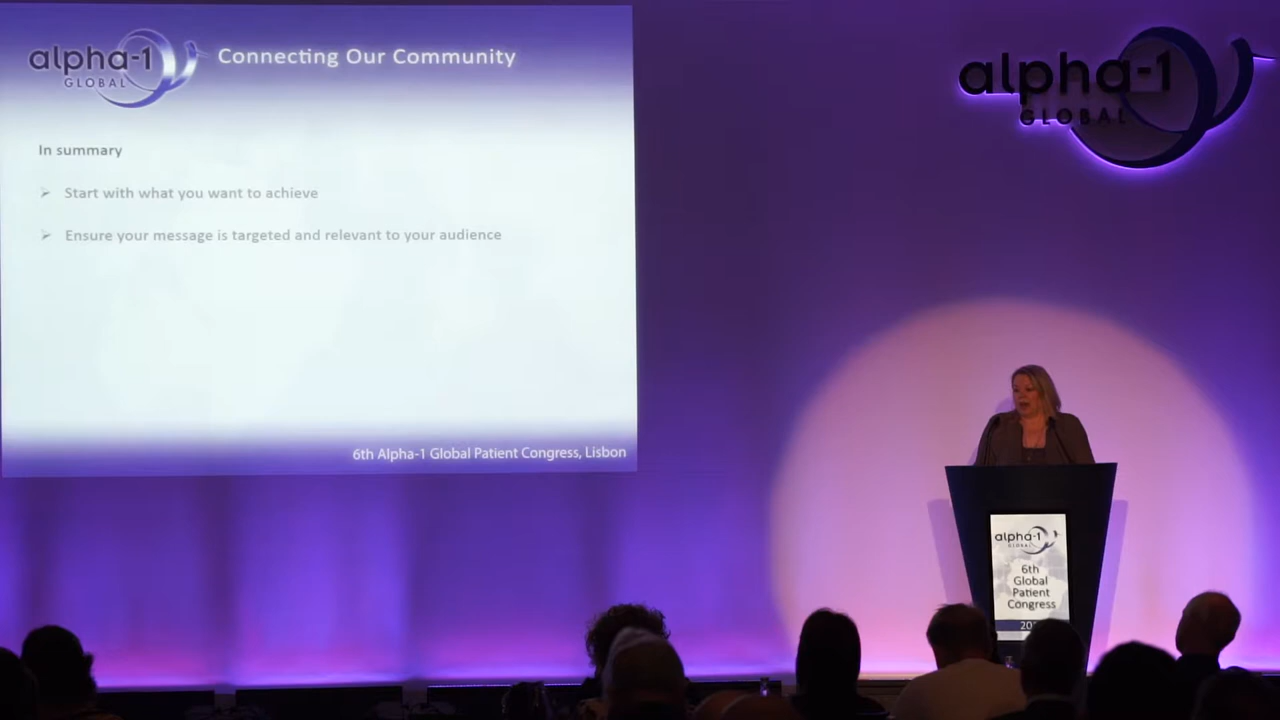 alpha-1
GLOBAL
Connecting Our Community
In summary
Start with what you want to achieve
Ensure your message is targeted and relevant to your audience
6th Alpha-1 Global Patient Congress, Lisbon
alpha-1
GLOBAL
alpha-1
GLOBAL
6th
Global
Patient
Congress